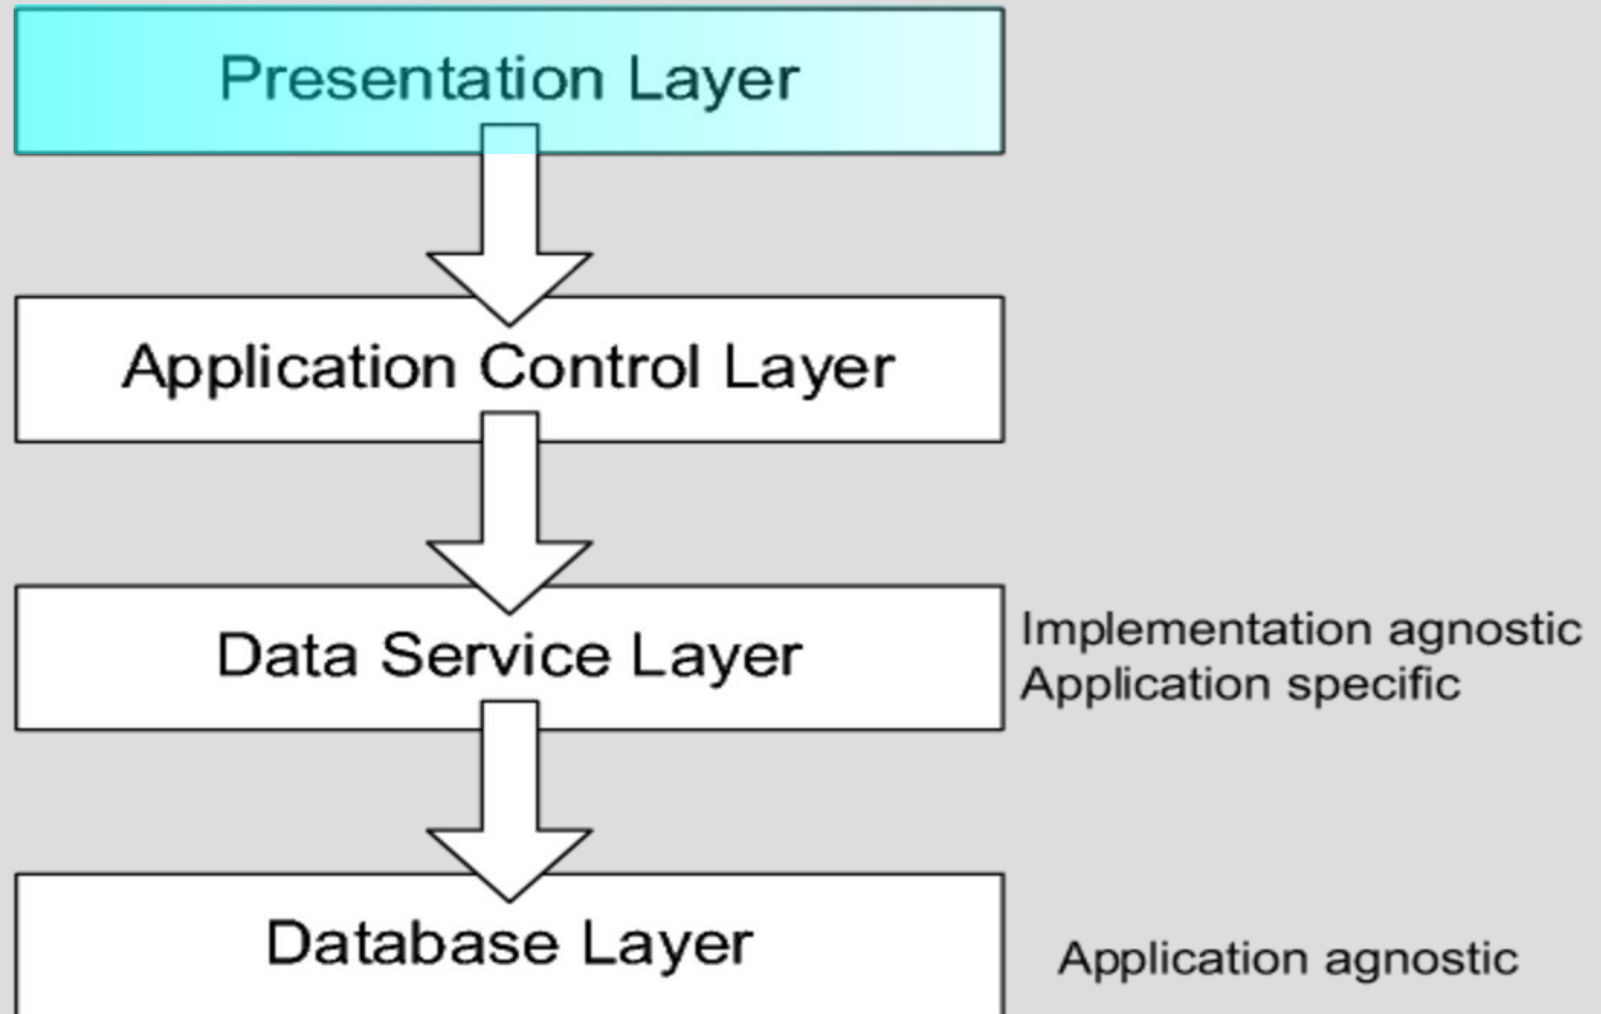 Presentation Layer
Application Control Layer
Data Service Layer
Implementation agnostic
Application specific
Database Layer
Application agnostic